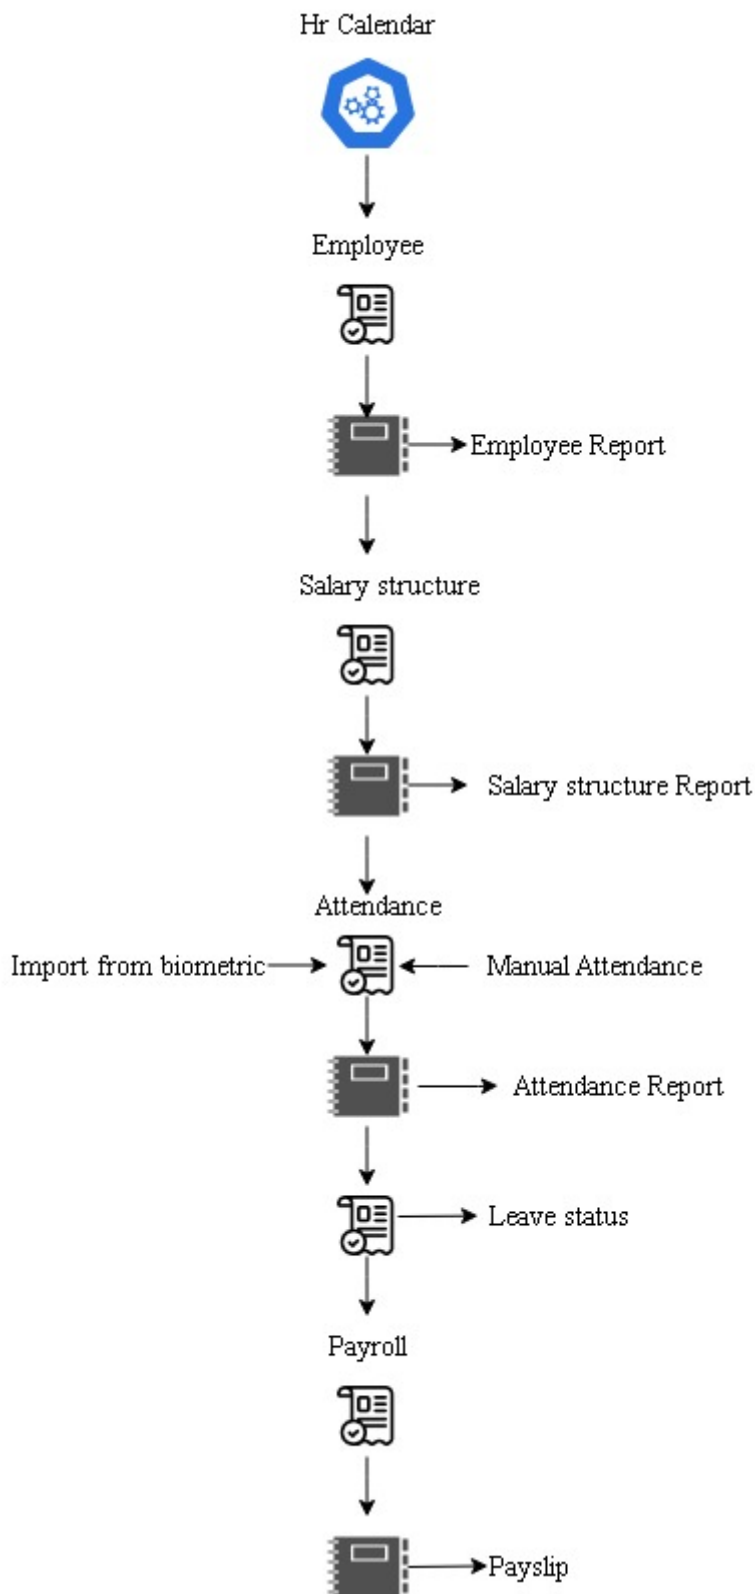 Hr Calendar
Employee
Employee Report
Salary structure
Salary structure Report
Attendance
Import from biometric
Manual Attendance
Attendance Report
Leave status
Payroll
Payslip